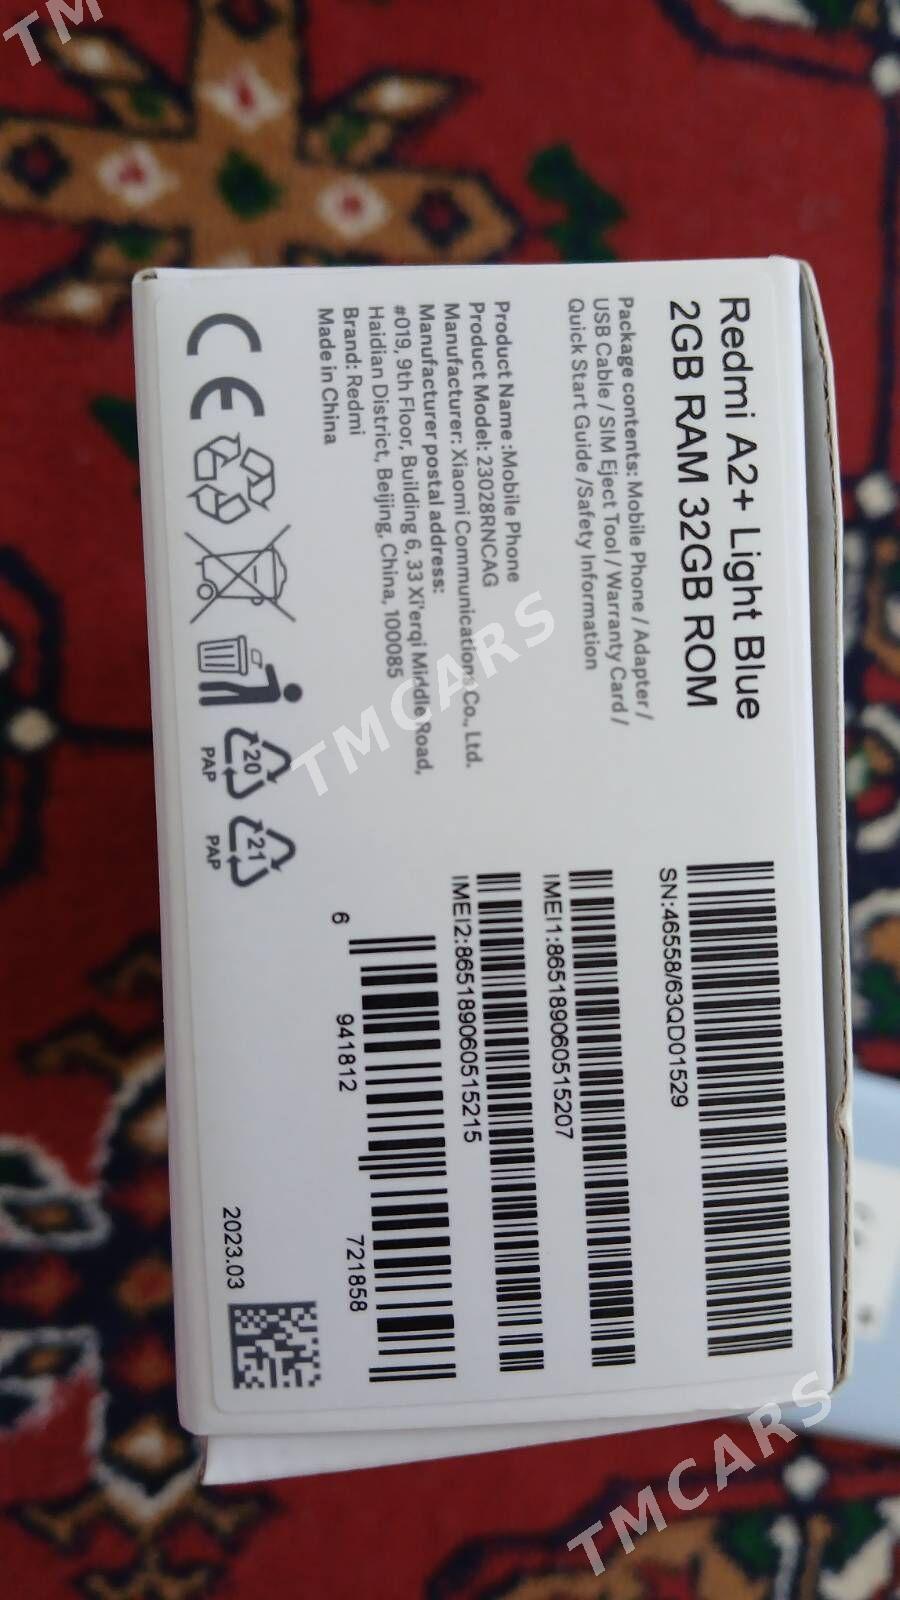 Redmi A2+ Light Blue
2GB RAM 32GB ROM
Package contents: Mobile Phone / Adapter /
USB Cable / SIM Eject Tool / Warranty Card /
Quick Start Guide /Safety Information
Product Name:Mobile Phone
Product Model: 23028RNCAG
Manufacturer: Xiaomi Communications Co., Ltd.
Manufacturer postal address:
#019, 9th Floor, Building 6, 33 Xi'erqi Middle Road,
Haidian District, Beijing, China, 100085
Brand: Redmi
Made in China
CE
20
PAP
21
PAP
SN:46558/63QD01529
IMEI1:865189060515207
IMEI2:865189060515215
6 941812 721858
2023.03
TMCARS
TMCARS
TM